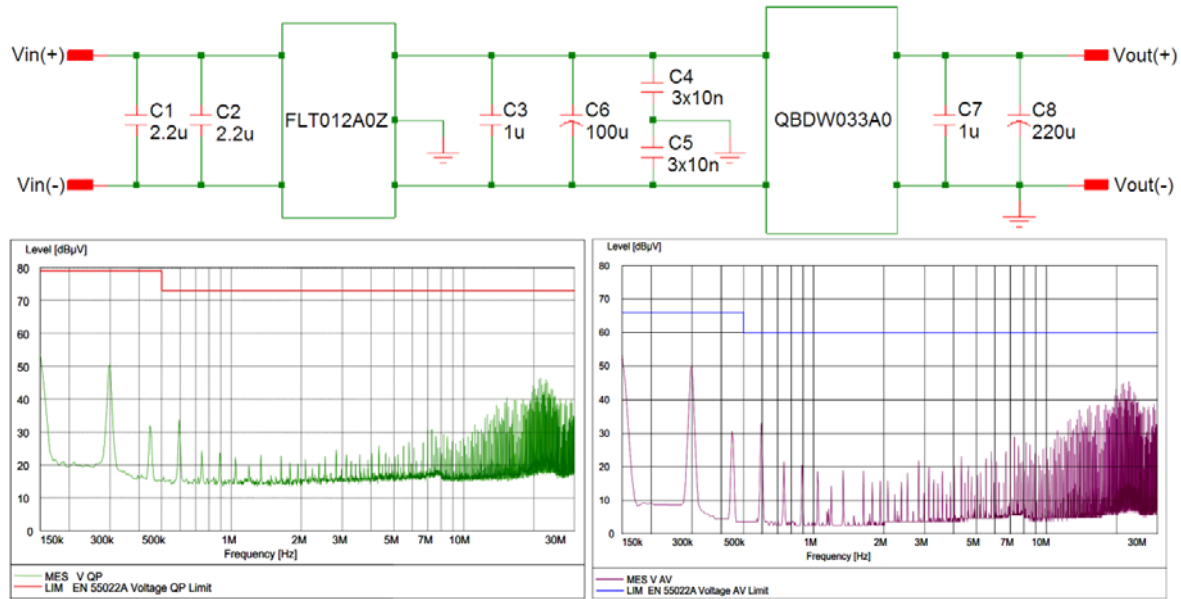 Vin(+)
Vin(-)
C1
2.2u
C2
2.2u
FLT012A0Z
C3
1u
C6
100u
C4
3x10n
C5
3x10n
QBDW033A0
C7
1u
C8
220u
Vout(+)
Vout(-)
Level [dBµV]
80
70
60
50
40
30
20
10
0
150k 300k 500k 1M 2M 3M 5M 7M 10M 30M
Frequency [Hz]
MES V QP
LIM EN 55022A Voltage QP Limit
Level [dBµV]
80
70
60
50
40
30
20
10
0
150k 300k 500k 1M 2M 3M 5M 7M 10M 30M
Frequency [Hz]
MES V AV
LIM EN 55022A Voltage AV Limit